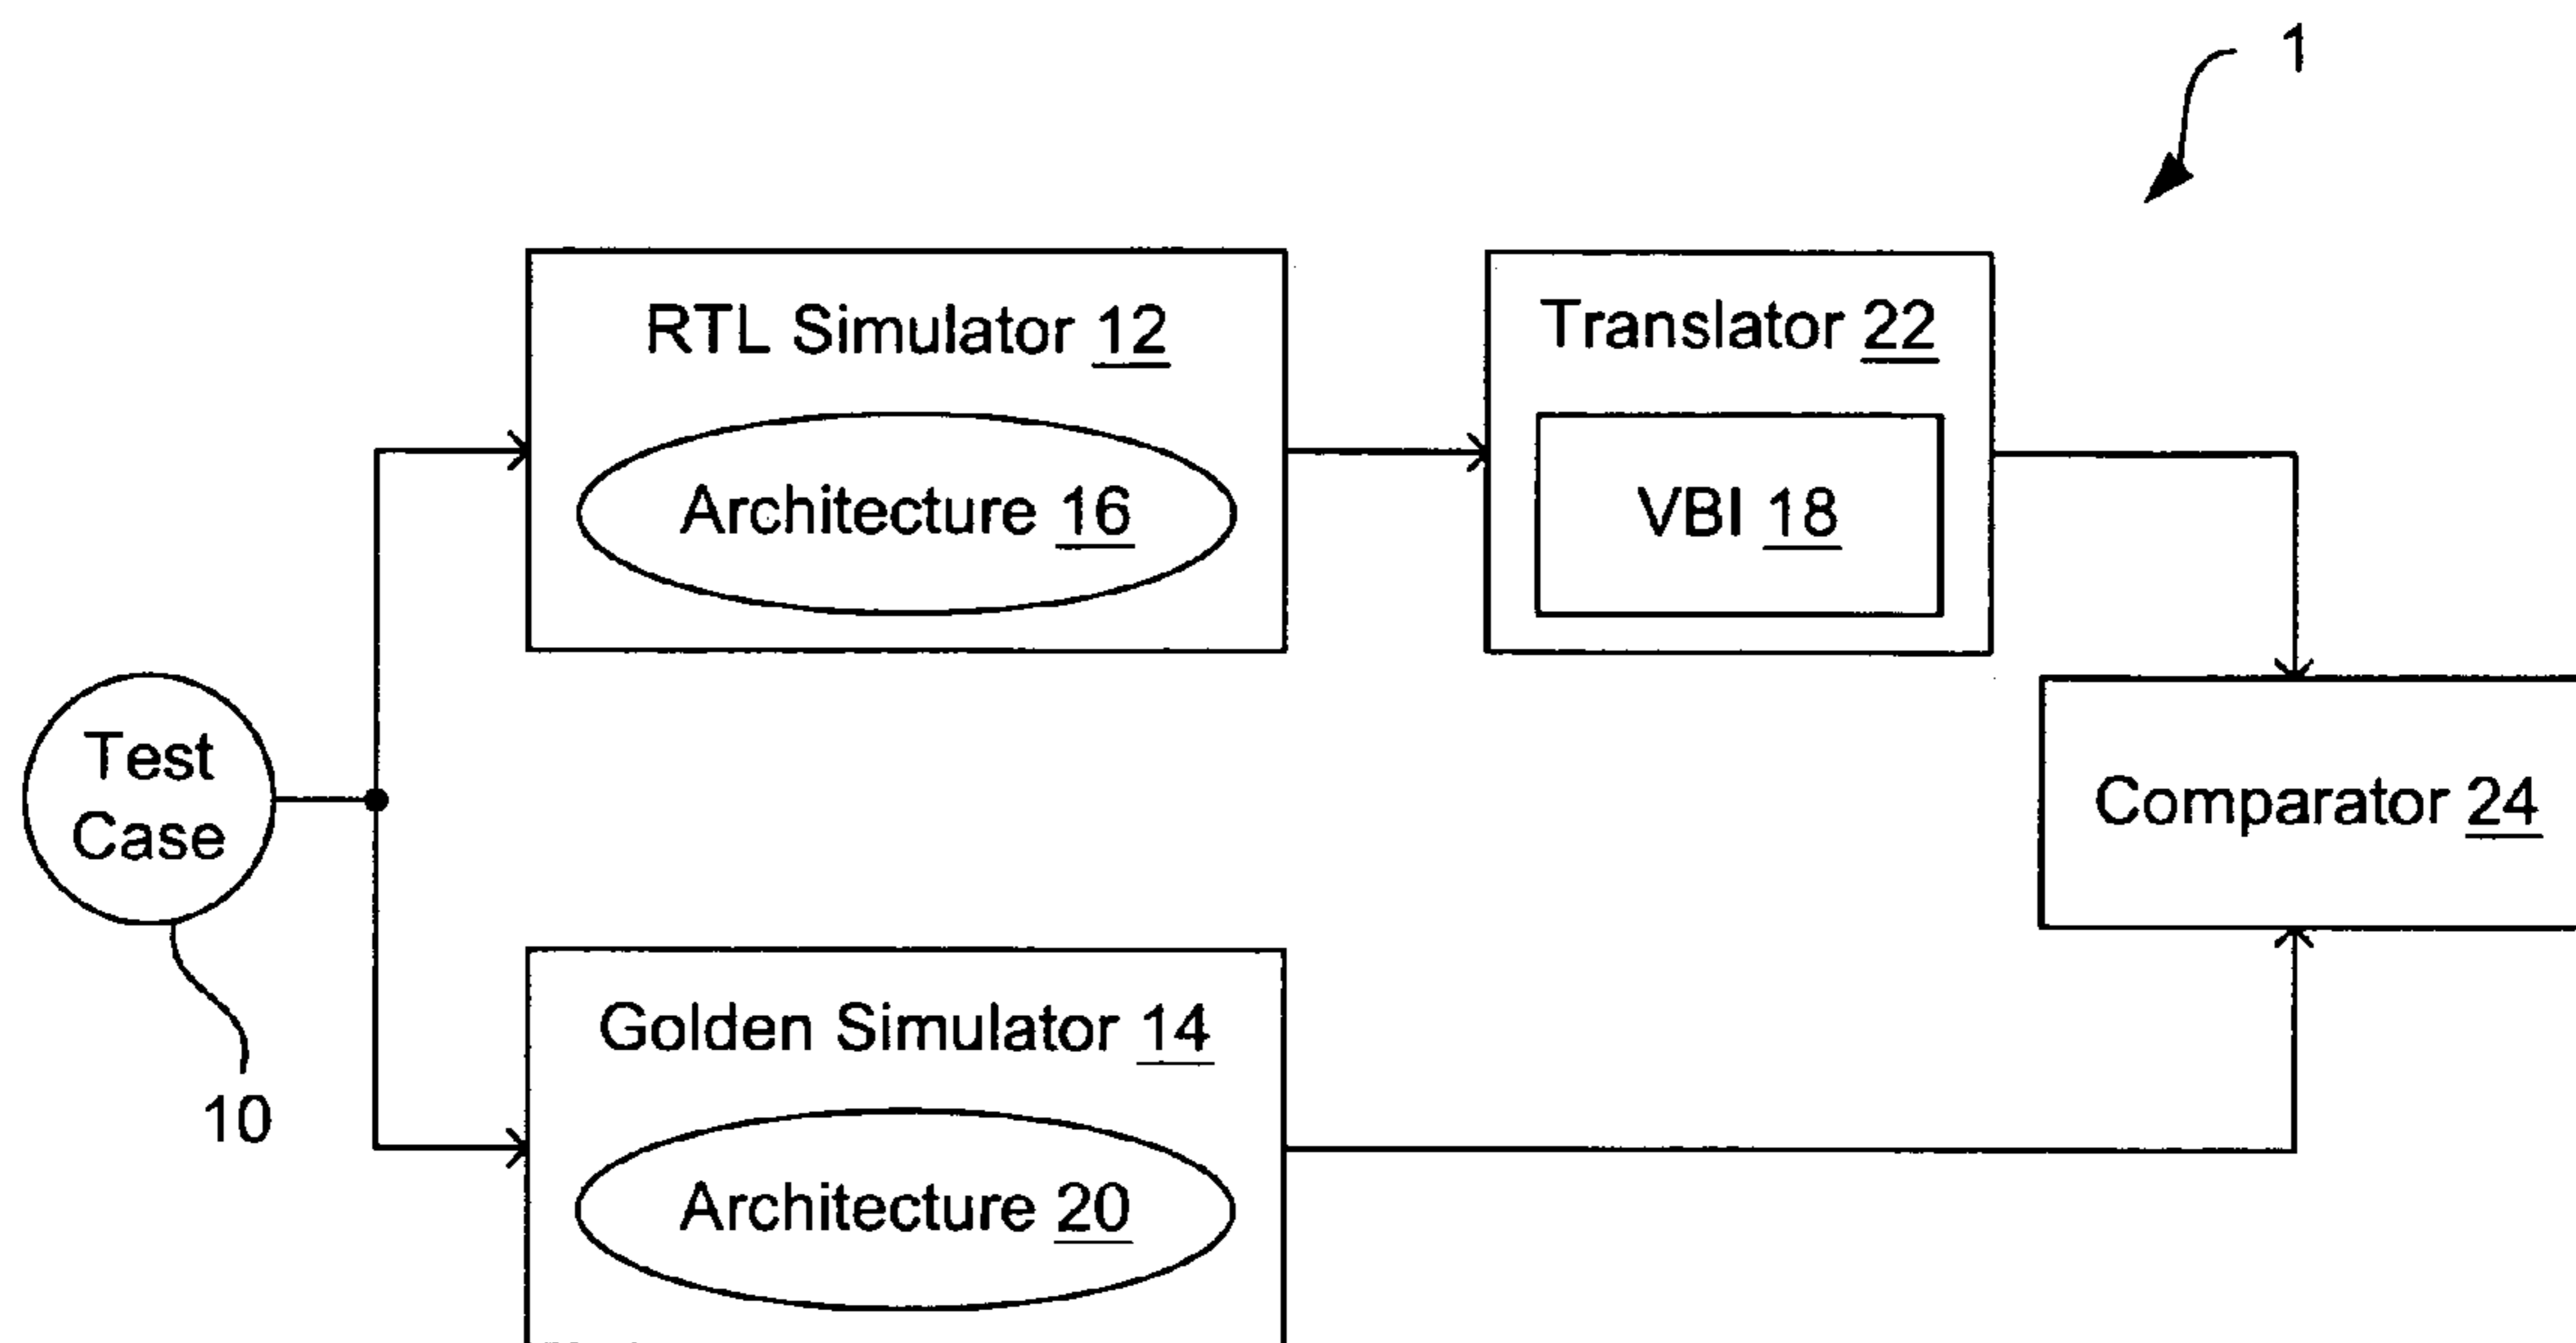 1
RTL Simulator 12
Translator 22
Architecture 16
VBI 18
Test
Case
Comparator 24
Golden Simulator 14
10
Architecture 20